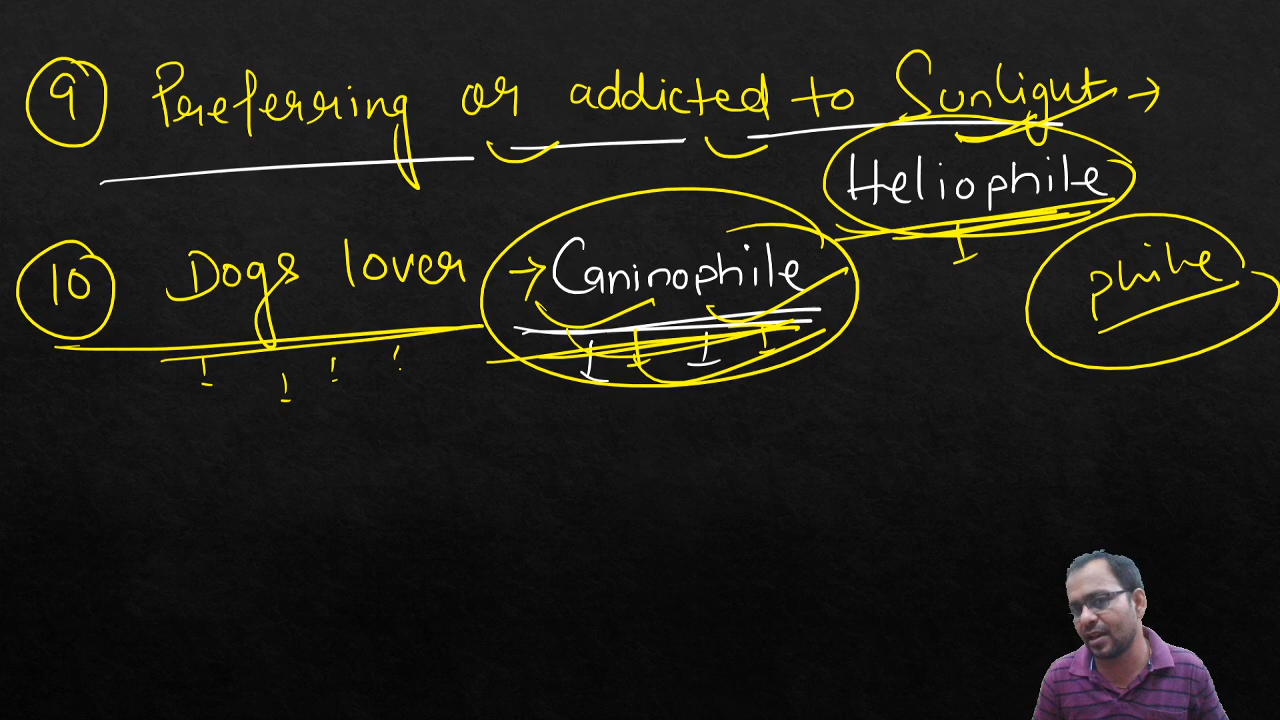 9 Preferring or addicted to Sunlight →
Heliophile
10 Dogs lover → Caninophile
phile